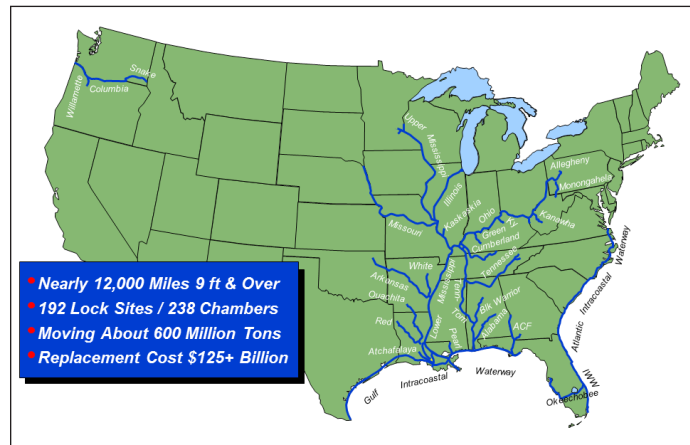 Willamette
Columbia
Snake
Upper
Mississippi
Illinois
Missouri
Kaskaskia
Ohio
Green
Ky
Cumberland
Kanawha
Allegheny
Monongahela
Tennessee
White
Arkansas
Ouachita
Red
Atchafalaya
Lower
Mississippi
Pearl
Tenn-
Tom
Blk Warrior
Alabama
ACF
Gulf
Intracoastal
Waterway
Atlantic
Intracoastal
Waterway
IWW
Okeechobee
• Nearly 12,000 Miles 9 ft & Over
• 192 Lock Sites / 238 Chambers
• Moving About 600 Million Tons
• Replacement Cost $125+ Billion